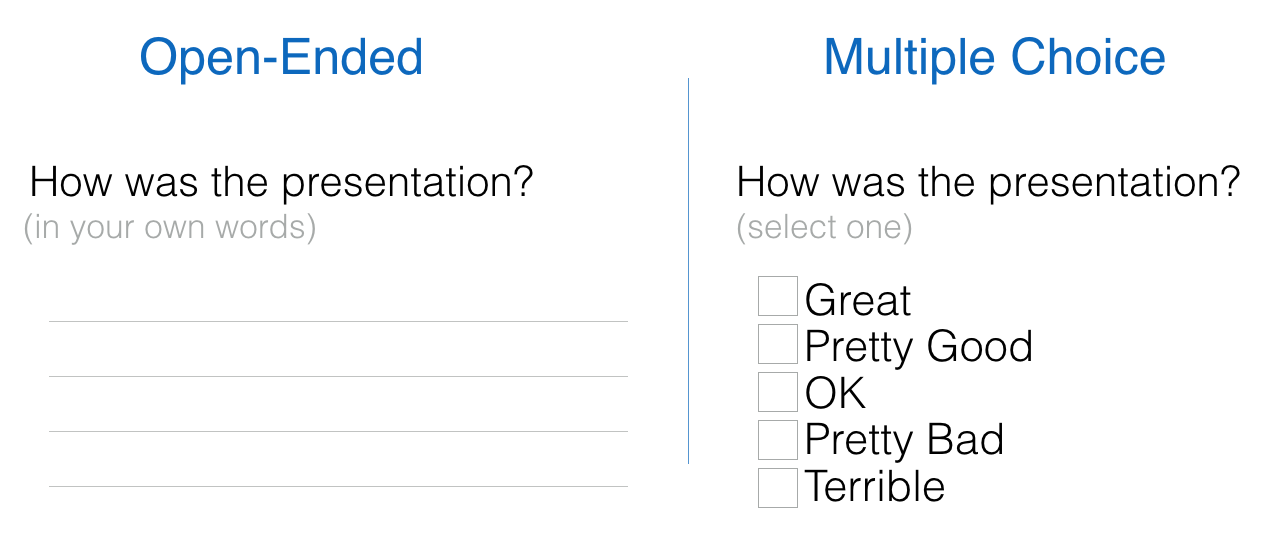 Open-Ended
How was the presentation?
(in your own words)
Multiple Choice
How was the presentation?
(select one)
Great
Pretty Good
OK
Pretty Bad
Terrible